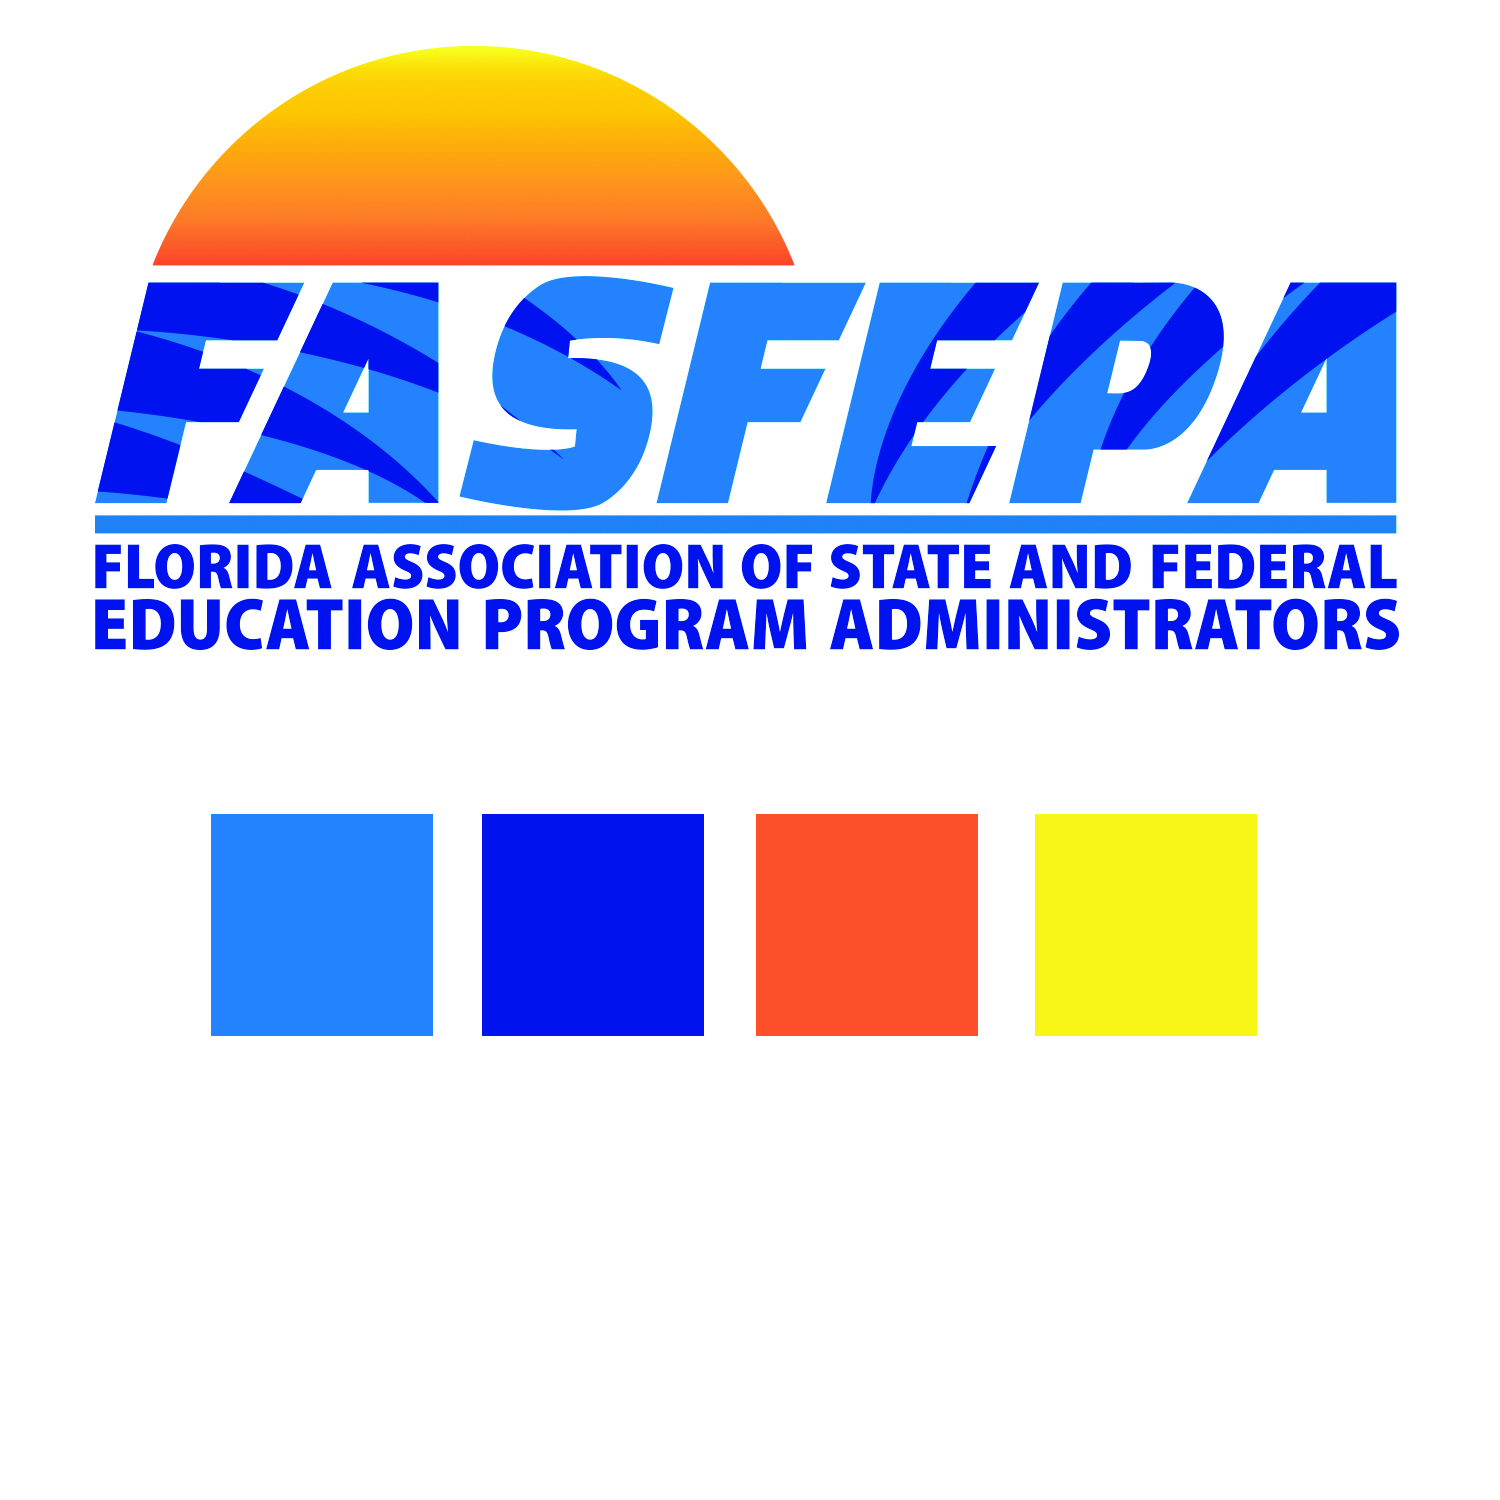 FASFEPA
FLORIDA ASSOCIATION OF STATE AND FEDERAL
EDUCATION PROGRAM ADMINISTRATORS